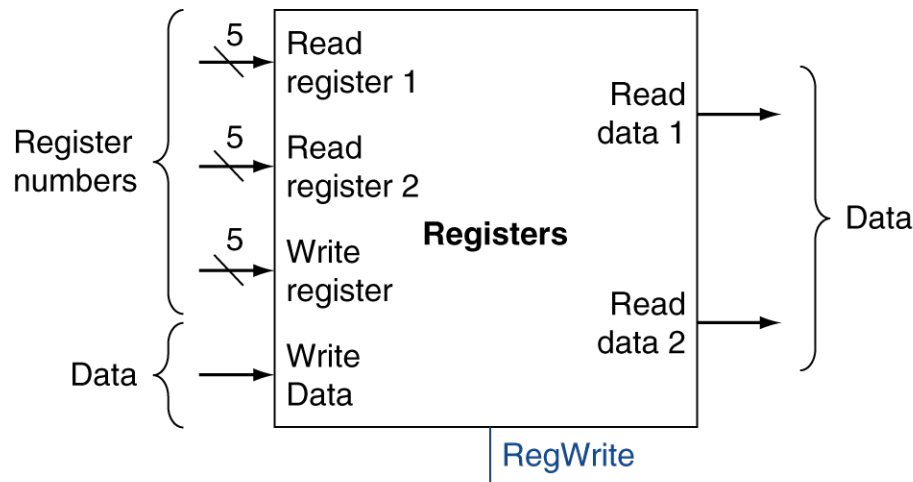 Register
numbers
Data
5
Read
register 1
5
Read
register 2
5
Write
register
Write
Data
Registers
Read
data 1
Read
data 2
Data
RegWrite